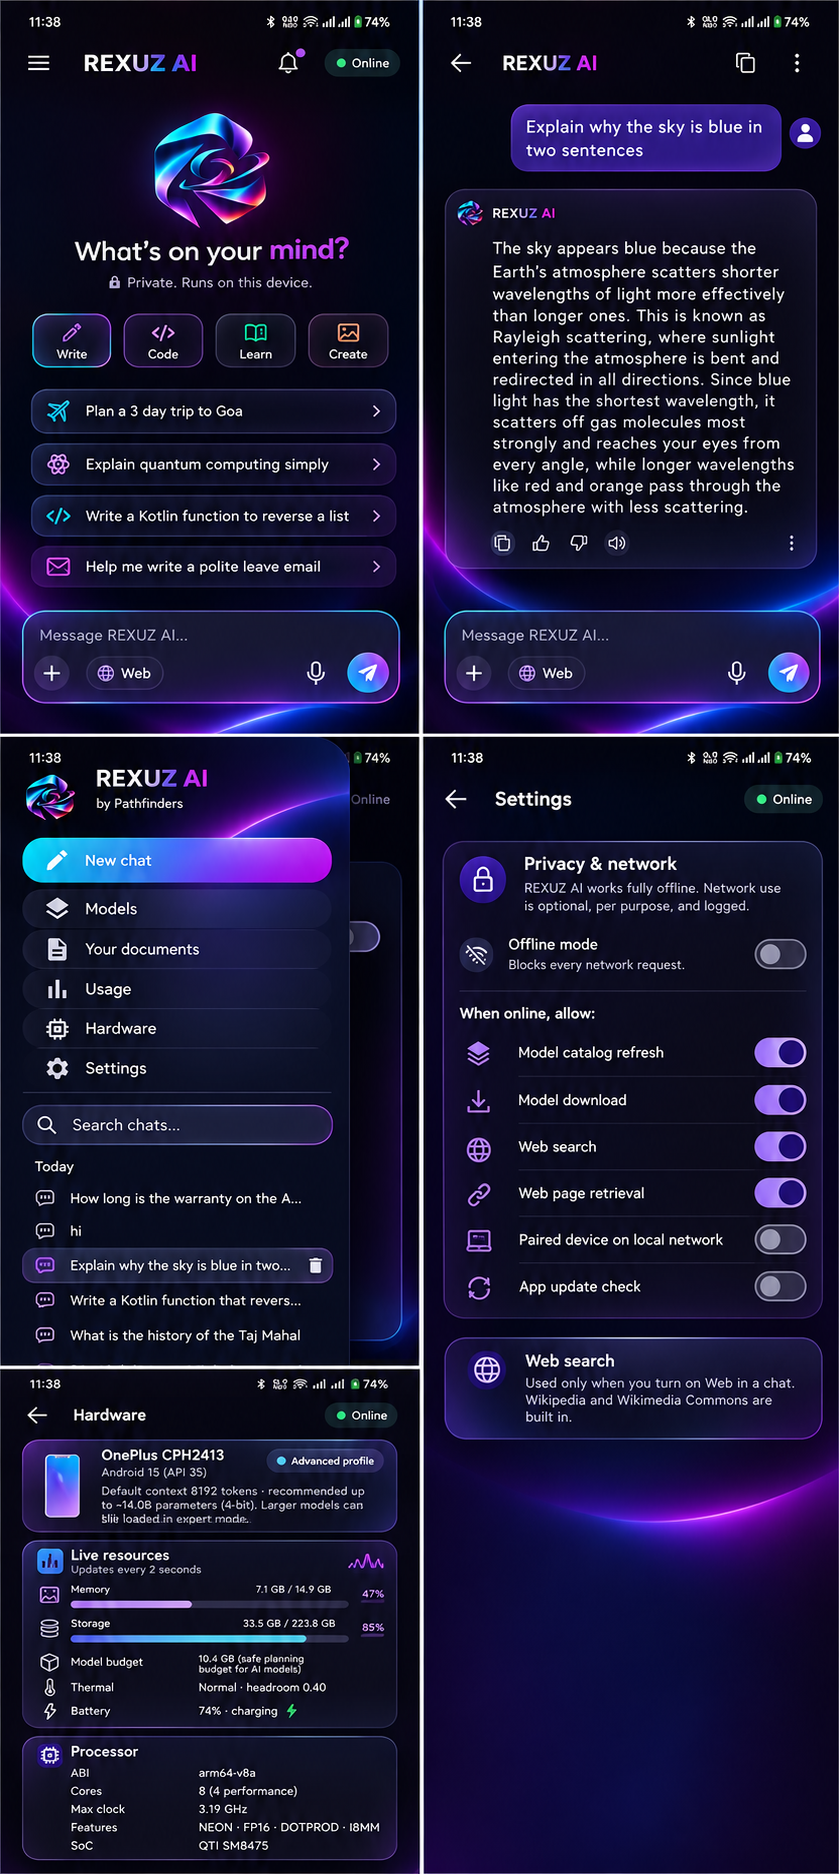 11:38
74%
REXUZ AI
Online
What's on your mind?
Private. Runs on this device.
Write
Code
Learn
Create
Plan a 3 day trip to Goa
Explain quantum computing simply
Write a Kotlin function to reverse a list
Help me write a polite leave email
Message REXUZ AI...
Web
11:38
74%
REXUZ AI
Explain why the sky is blue in
two sentences
REXUZ AI
The sky appears blue because the
Earth's atmosphere scatters shorter
wavelengths of light more effectively
than longer ones. This is known as
Rayleigh scattering, where sunlight
entering the atmosphere is bent and
redirected in all directions. Since blue
light has the shortest wavelength, it
scatters off gas molecules most
strongly and reaches your eyes from
every angle, while longer wavelengths
like red and orange pass through the
atmosphere with less scattering.
Message REXUZ AI...
Web
11:38
74%
REXUZ AI
by Pathfinders
Online
New chat
Models
Your documents
Usage
Hardware
Settings
Search chats...
Today
How long is the warranty on the A...
hi
Explain why the sky is blue in two...
Write a Kotlin function that revers...
What is the history of the Taj Mahal
11:38
74%
Hardware
Online
OnePlus CPH2413
Advanced profile
Android 15 (API 35)
Default context 8192 tokens · recommended up
to ~14.0B parameters (4-bit). Larger models can
loaded in expert mode.
Live resources
Updates every 2 seconds
Memory
7.1 GB / 14.9 GB
47%
Storage
33.5 GB / 223.8 GB
85%
Model budget
10.4 GB (safe planning
budget for AI models)
Thermal
Normal · headroom 0.40
Battery
74% · charging
Processor
ABI
arm64-v8a
Cores
8 (4 performance)
Max clock
3.19 GHz
Features
NEON · FP16 · DOTPROD · I8MM
SoC
QTI SM8475
11:38
74%
Settings
Online
Privacy & network
REXUZ AI works fully offline. Network use
is optional, per purpose, and logged.
Offline mode
Blocks every network request.
When online, allow:
Model catalog refresh
Model download
Web search
Web page retrieval
Paired device on local network
App update check
Web search
Used only when you turn on Web in a chat.
Wikipedia and Wikimedia Commons are
built in.